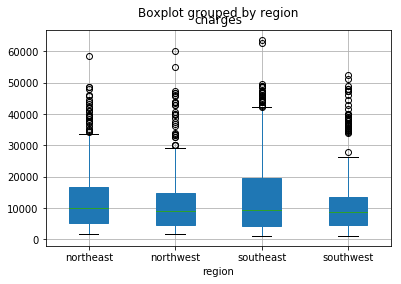 Boxplot grouped by region
charges
60000
50000
40000
30000
20000
10000
0
northeast northwest southeast southwest
region